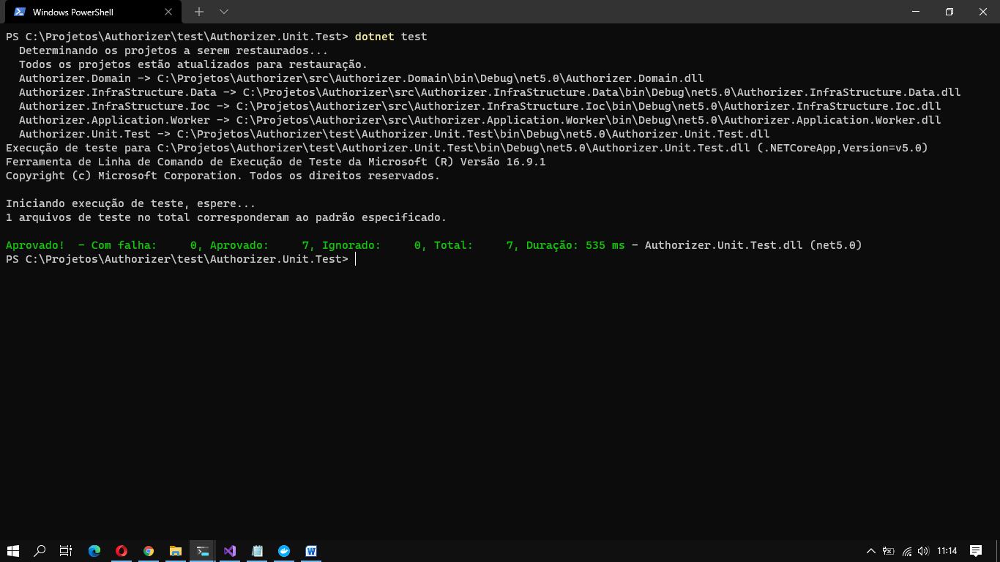 Windows PowerShell
PS C:\Projetos\Authorizer\test\Authorizer.Unit.Test> dotnet test
  Determinando os projetos a serem restaurados...
  Todos os projetos estão atualizados para restauração.
  Authorizer.Domain -> C:\Projetos\Authorizer\src\Authorizer.Domain\bin\Debug\net5.0\Authorizer.Domain.dll
  Authorizer.InfraStructure.Data -> C:\Projetos\Authorizer\src\Authorizer.InfraStructure.Data\bin\Debug\net5.0\Authorizer.InfraStructure.Data.dll
  Authorizer.InfraStructure.Ioc -> C:\Projetos\Authorizer\src\Authorizer.InfraStructure.Ioc\bin\Debug\net5.0\Authorizer.InfraStructure.Ioc.dll
  Authorizer.Application.Worker -> C:\Projetos\Authorizer\src\Authorizer.Application.Worker\bin\Debug\net5.0\Authorizer.Application.Worker.dll
  Authorizer.Unit.Test -> C:\Projetos\Authorizer\test\Authorizer.Unit.Test\bin\Debug\net5.0\Authorizer.Unit.Test.dll
Execução de teste para C:\Projetos\Authorizer\test\Authorizer.Unit.Test\bin\Debug\net5.0\Authorizer.Unit.Test.dll (.NETCoreApp,Version=v5.0)
Ferramenta de Linha de Comando de Execução de Teste da Microsoft (R) Versão 16.9.1
Copyright (c) Microsoft Corporation. Todos os direitos reservados.

Iniciando execução de teste, espere...
1 arquivos de teste no total corresponderam ao padrão especificado.

Aprovado!  - Com falha:     0, Aprovado:     7, Ignorado:     0, Total:     7, Duração: 535 ms - Authorizer.Unit.Test.dll (net5.0)
PS C:\Projetos\Authorizer\test\Authorizer.Unit.Test>
11:14